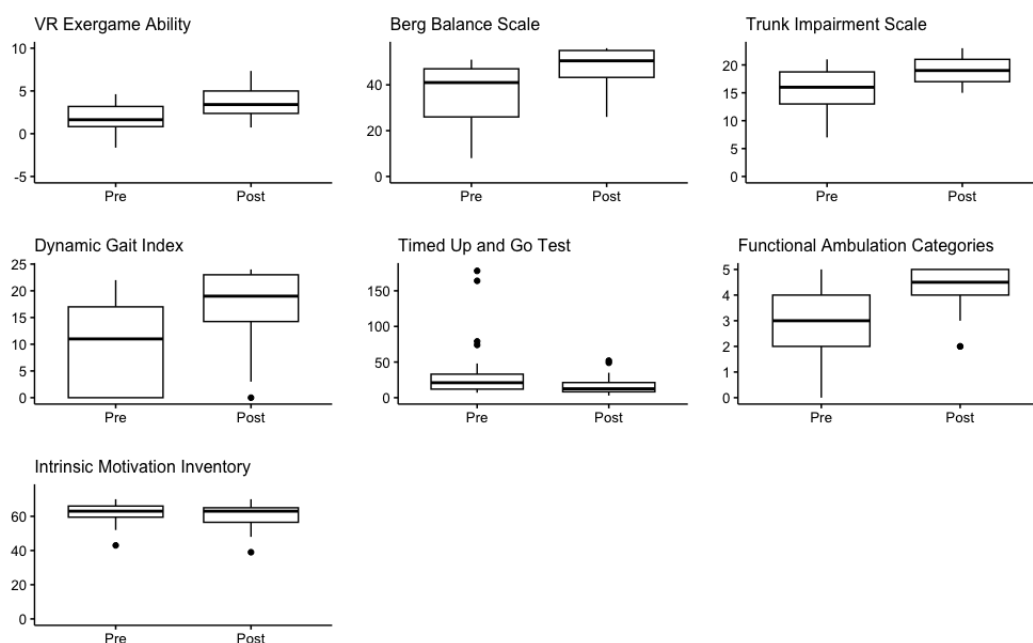 VR Exergame Ability
10
5
0
-5
Pre Post
Berg Balance Scale
40
20
0
Pre Post
Trunk Impairment Scale
20
15
10
5
0
Pre Post
Dynamic Gait Index
25
20
15
10
5
0
Pre Post
Timed Up and Go Test
150
100
50
0
Pre Post
Functional Ambulation Categories
5
4
3
2
1
0
Pre Post
Intrinsic Motivation Inventory
60
40
20
0
Pre Post